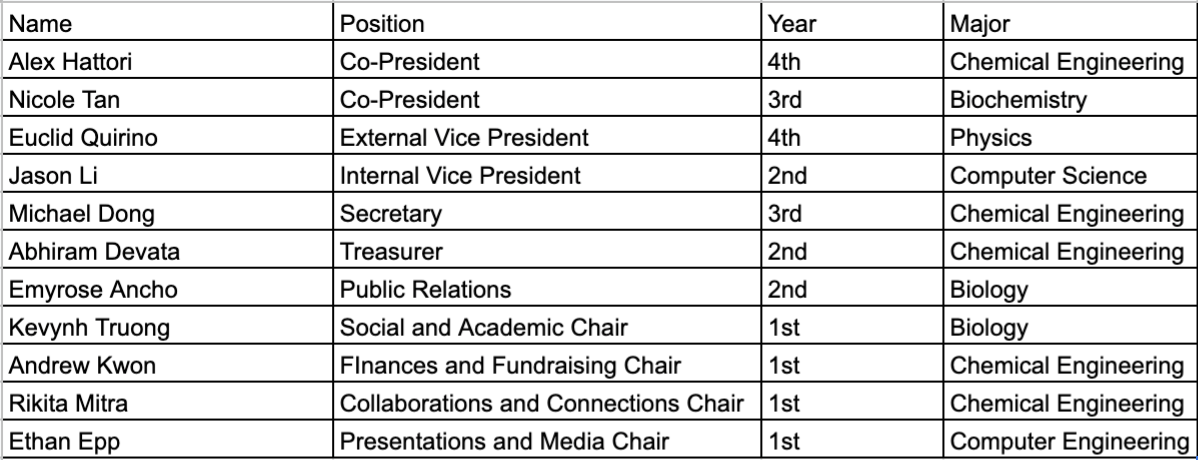 Name Position Year Major
Alex Hattori Co-President 4th Chemical Engineering
Nicole Tan Co-President 3rd Biochemistry
Euclid Quirino External Vice President 4th Physics
Jason Li Internal Vice President 2nd Computer Science
Michael Dong Secretary 3rd Chemical Engineering
Abhiram Devata Treasurer 2nd Chemical Engineering
Emyrose Ancho Public Relations 2nd Biology
Kevynh Truong Social and Academic Chair 1st Biology
Andrew Kwon FInances and Fundraising Chair 1st Chemical Engineering
Rikita Mitra Collaborations and Connections Chair 1st Chemical Engineering
Ethan Epp Presentations and Media Chair 1st Computer Engineering